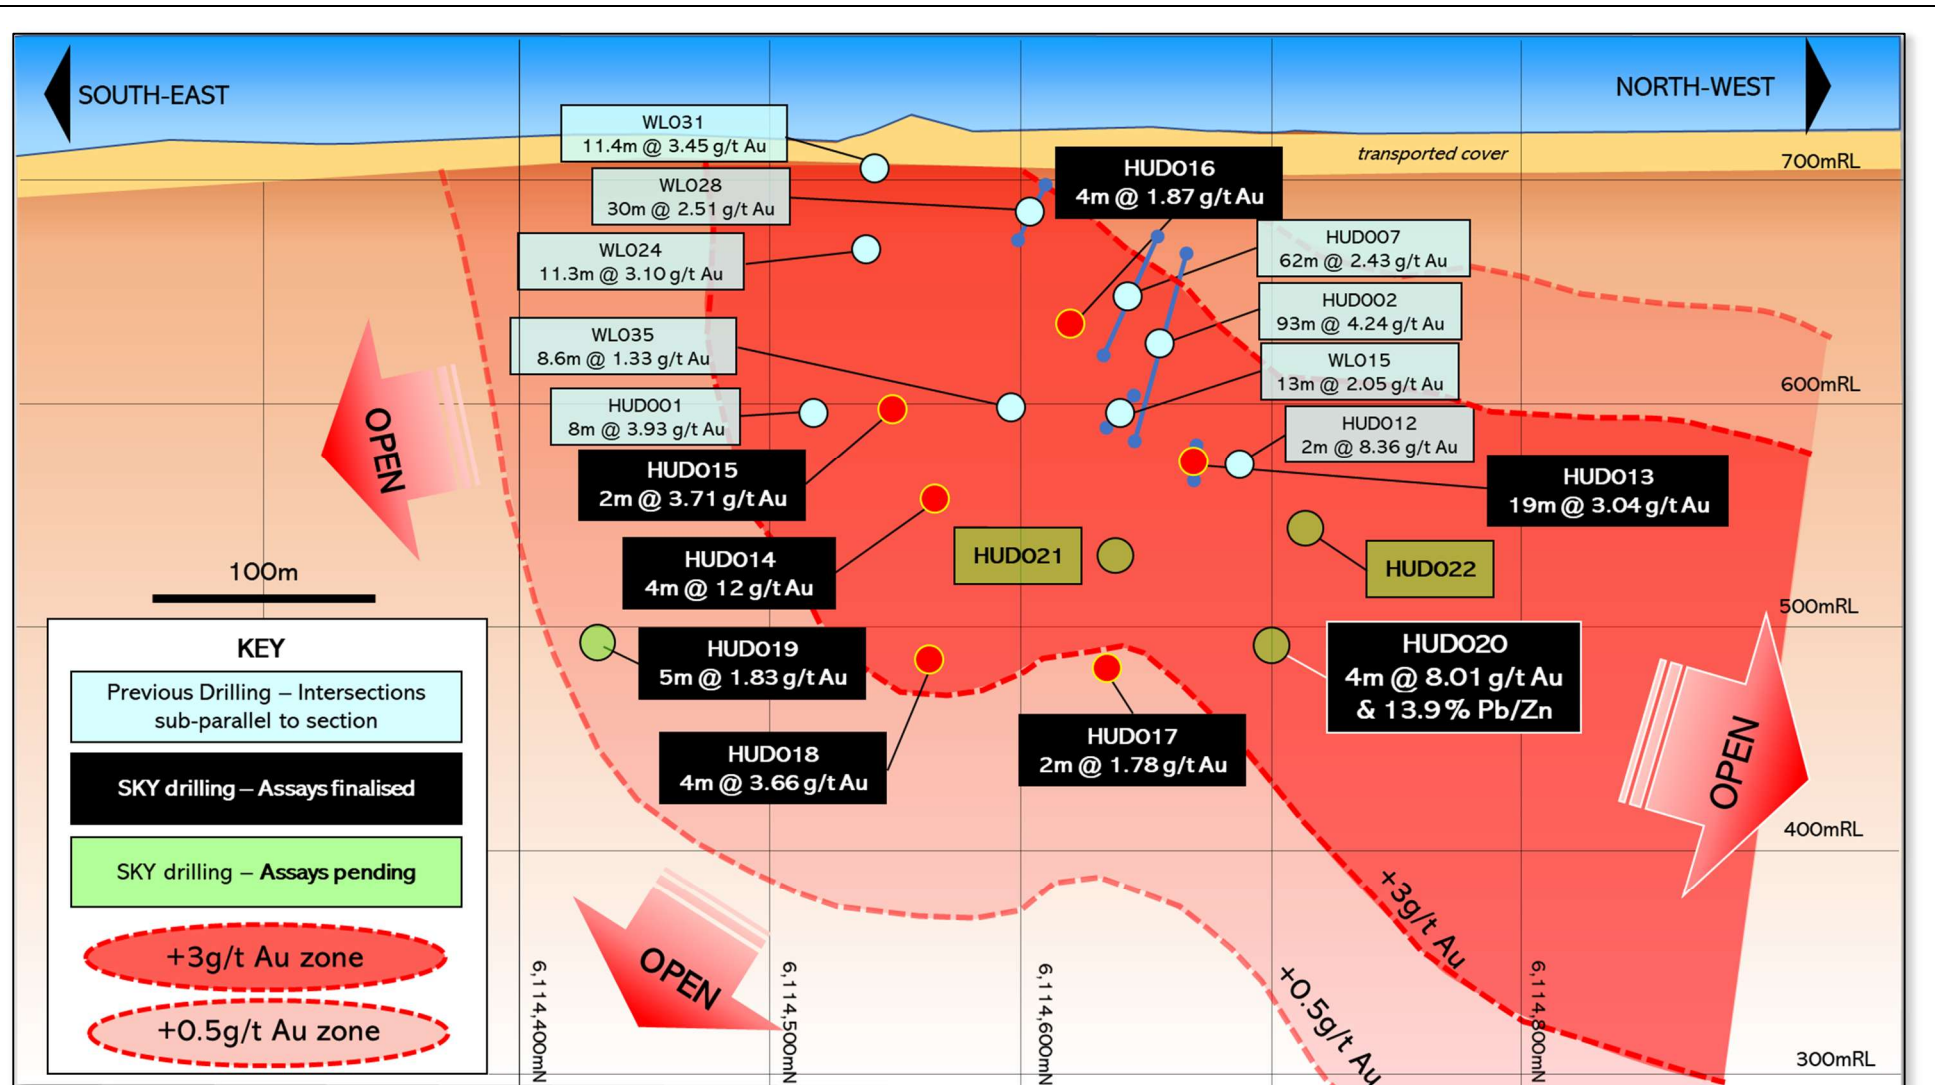 SOUTH-EAST
NORTH-WEST
WL031
11.4m @ 3.45 g/t Au
transported cover
700mRL
HUD016
4m @ 1.87 g/t Au
WL028
30m @ 2.51 g/t Au
WL024
11.3m @ 3.10 g/t Au
HUD007
62m @ 2.43 g/t Au
HUD002
93m @ 4.24 g/t Au
WL035
8.6m @ 1.33 g/t Au
WL015
13m @ 2.05 g/t Au
600mRL
HUD001
8m @ 3.93 g/t Au
HUD012
2m @ 8.36 g/t Au
OPEN
HUD015
2m @ 3.71 g/t Au
HUD013
19m @ 3.04 g/t Au
HUD014
4m @ 12 g/t Au
HUD021
HUD022
100m
500mRL
HUD019
5m @ 1.83 g/t Au
HUD020
4m @ 8.01 g/t Au
& 13.9% Pb/Zn
HUD018
4m @ 3.66 g/t Au
HUD017
2m @ 1.78 g/t Au
OPEN
400mRL
KEY
Previous Drilling – Intersections
sub-parallel to section
SKY drilling – Assays finalised
SKY drilling – Assays pending
+3g/t Au zone
+0.5g/t Au zone
OPEN
+3g/t Au
+0.5g/t Au
6,114,400mN
6,114,500mN
6,114,600mN
6,114,800mN
300mRL